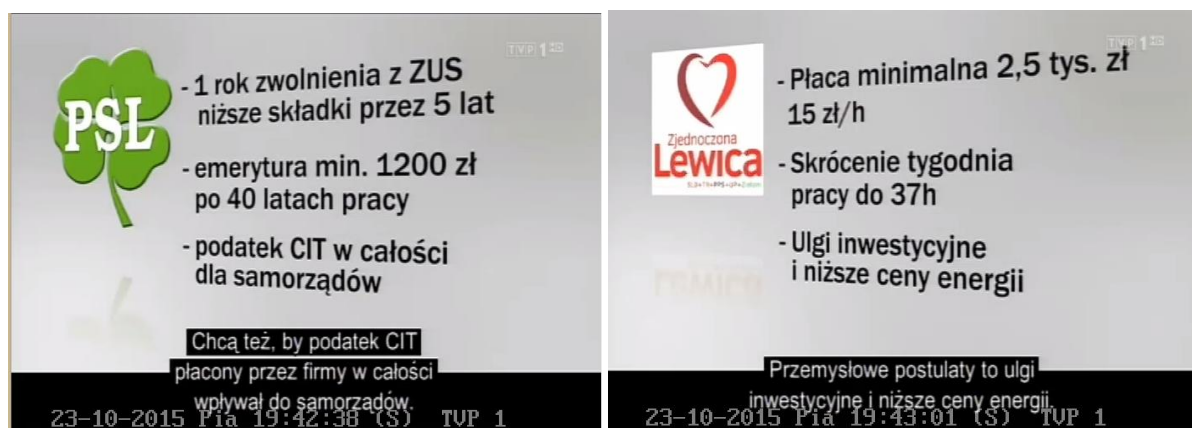 TVP 1 HD
PSL
- 1 rok zwolnienia z ZUS
niższe składki przez 5 lat
- emerytura min. 1200 zł
po 40 latach pracy
- podatek CIT w całości
dla samorządów
Chcą też, by podatek CIT
płacony przez firmy w całości
wpływał do samorządów.
23-10-2015 Pia 19:42:38 (S) TVP 1
TVP 1 HD
Zjednoczona
Lewica
- Płaca minimalna 2,5 tys. zł
15 zł/h
- Skrócenie tygodnia
pracy do 37h
- Ulgi inwestycyjne
i niższe ceny energii
Przemysłowe postulaty to ulgi
inwestycyjne i niższe ceny energii.
23-10-2015 Pia 19:43:01 (S) TVP 1